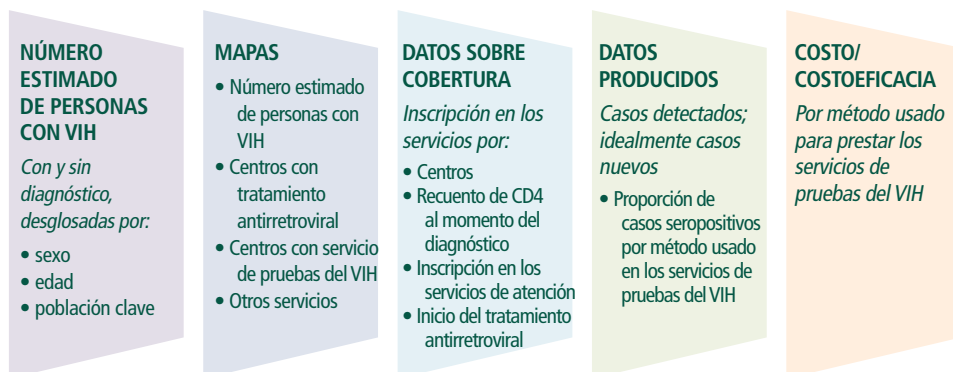 NÚMERO
ESTIMADO
DE PERSONAS
CON VIH
Con y sin
diagnóstico,
desglosadas por:
• sexo
• edad
• población clave
MAPAS
• Número estimado
de personas con
VIH
• Centros con
tratamiento
antirretroviral
• Centros con servicio
de pruebas del VIH
• Otros servicios
DATOS SOBRE
COBERTURA
Inscripción en los
servicios por:
• Centros
• Recuento de CD4
al momento del
diagnóstico
• Inscripción en los
servicios de atención
• Inicio del tratamiento
antirretroviral
DATOS
PRODUCIDOS
Casos detectados;
idealmente casos
nuevos
• Proporción de
casos seropositivos
por método usado
en los servicios de
pruebas del VIH
COSTO/
COSTOEFICACIA
Por método usado
para prestar los
servicios de
pruebas del VIH